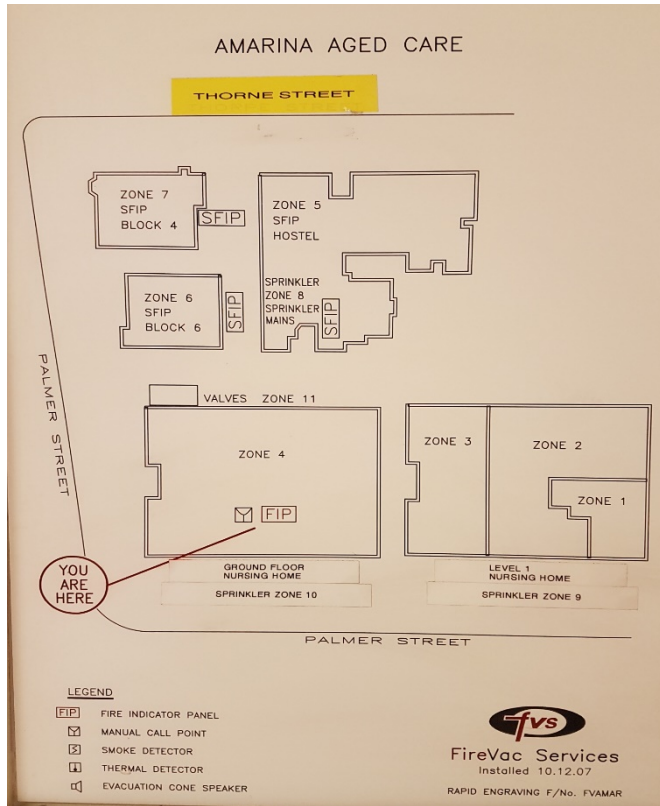 AMARINA AGED CARE
THORNE STREET
ZONE 7
SFIP
BLOCK 4
SFIP
ZONE 5
SFIP
HOSTEL
ZONE 6
SFIP
BLOCK 6
SFIP
SPRINKLER
ZONE 8
SPRINKLER
MAINS
SFIP
PALMER STREET
VALVES ZONE 11
ZONE 4
FIP
ZONE 3
ZONE 2
ZONE 1
YOU
ARE
HERE
GROUND FLOOR
NURSING HOME
SPRINKLER ZONE 10
LEVEL 1
NURSING HOME
SPRINKLER ZONE 9
PALMER STREET
LEGEND
FIP FIRE INDICATOR PANEL
MANUAL CALL POINT
S SMOKE DETECTOR
THERMAL DETECTOR
EVACUATION CONE SPEAKER
fvs
FireVac Services
Installed 10.12.07
RAPID ENGRAVING F/No. FVAMAR